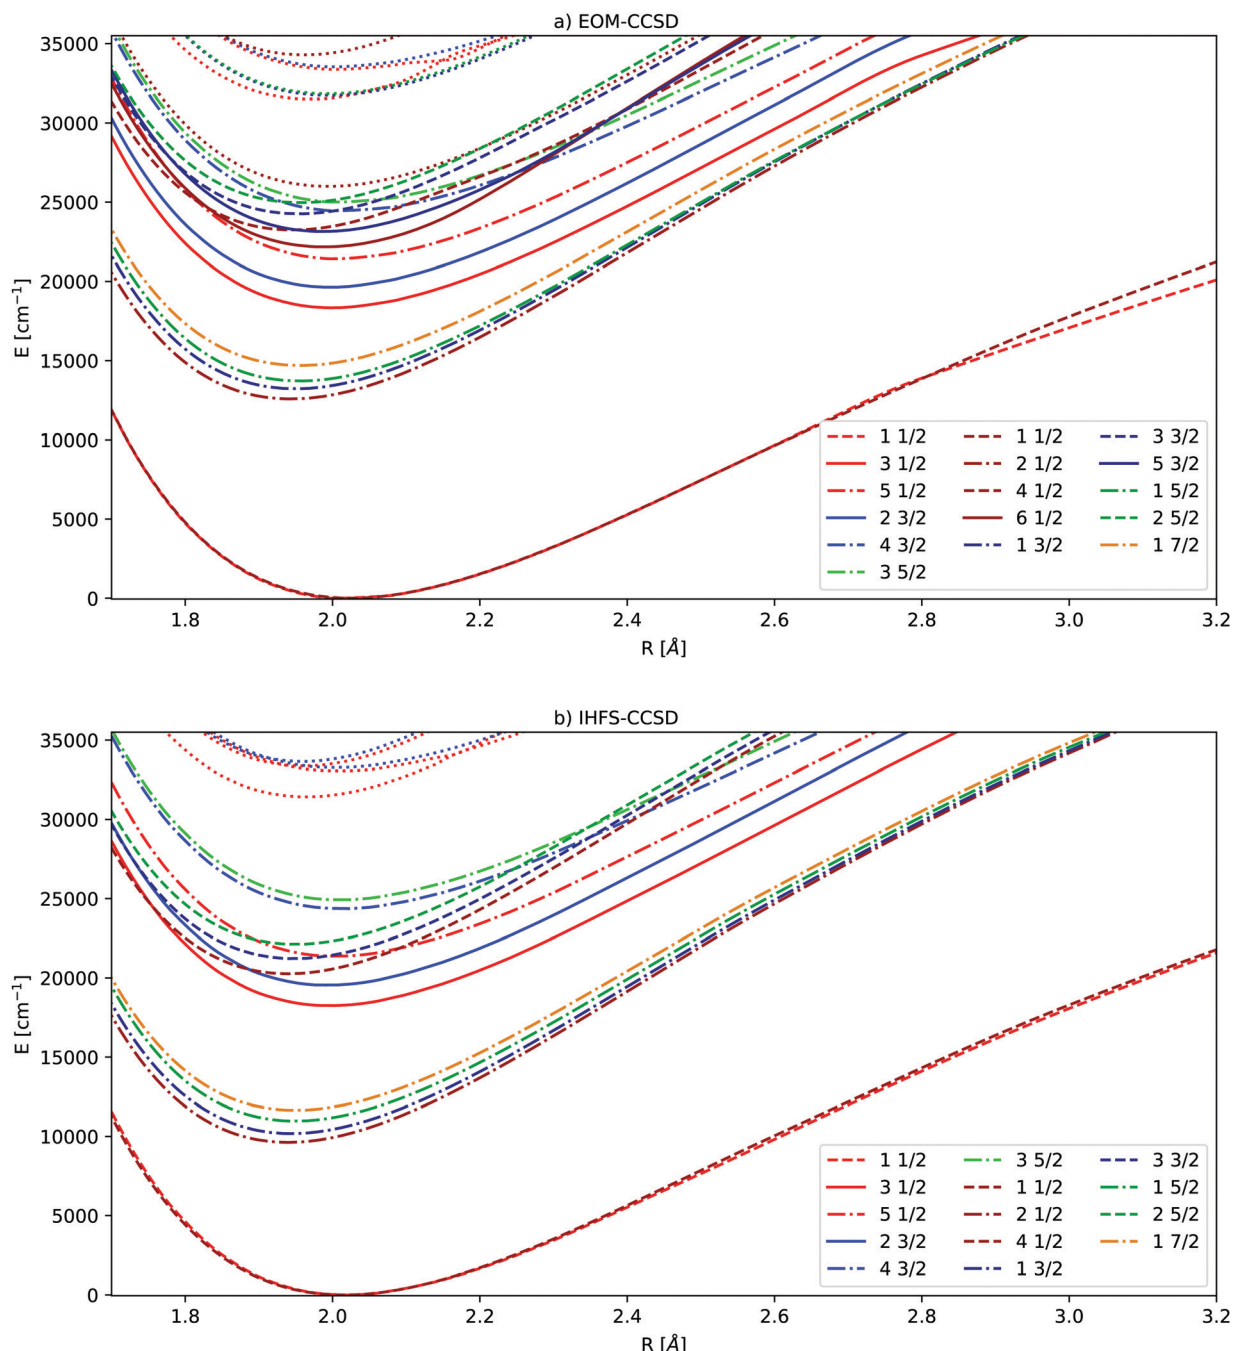 a) EOM-CCSD
35000
30000
25000
20000
15000
10000
5000
0
E [cm⁻¹]
1.8 2.0 2.2 2.4 2.6 2.8 3.0 3.2
R [Å]
1 1/2 1 1/2 3 3/2
3 1/2 2 1/2 5 3/2
5 1/2 4 1/2 1 5/2
2 3/2 6 1/2 2 5/2
4 3/2 1 3/2 1 7/2
3 5/2
b) IHFS-CCSD
35000
30000
25000
20000
15000
10000
5000
0
E [cm⁻¹]
1.8 2.0 2.2 2.4 2.6 2.8 3.0 3.2
R [Å]
1 1/2 3 5/2 3 3/2
3 1/2 1 1/2 1 5/2
5 1/2 2 1/2 2 5/2
2 3/2 4 1/2 1 7/2
4 3/2 1 3/2